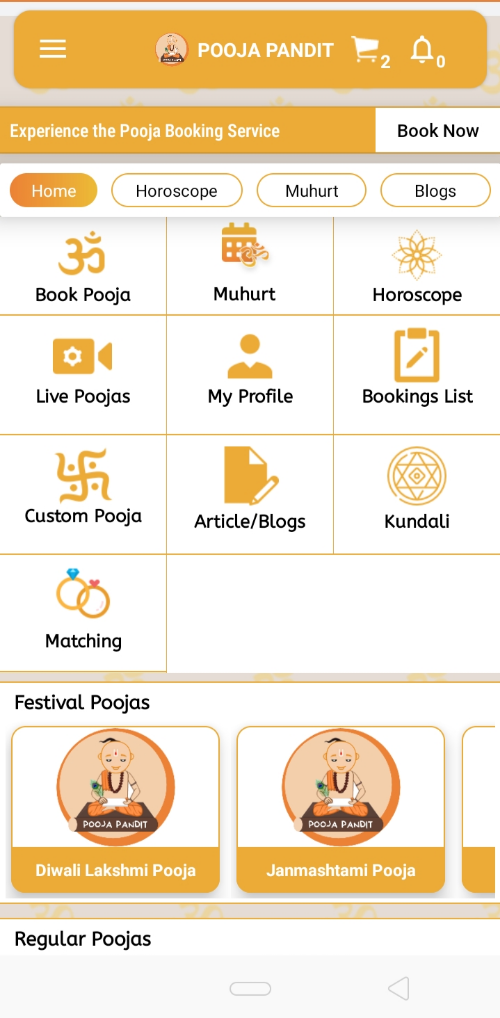 POOJA PANDIT
2
0
Experience the Pooja Booking Service
Book Now
Home
Horoscope
Muhurt
Blogs
Book Pooja
Muhurt
Horoscope
Live Poojas
My Profile
Bookings List
Custom Pooja
Article/Blogs
Kundali
Matching
Festival Poojas
POOJA PANDIT
POOJA PANDIT
Diwali Lakshmi Pooja
Janmashtami Pooja
Regular Poojas